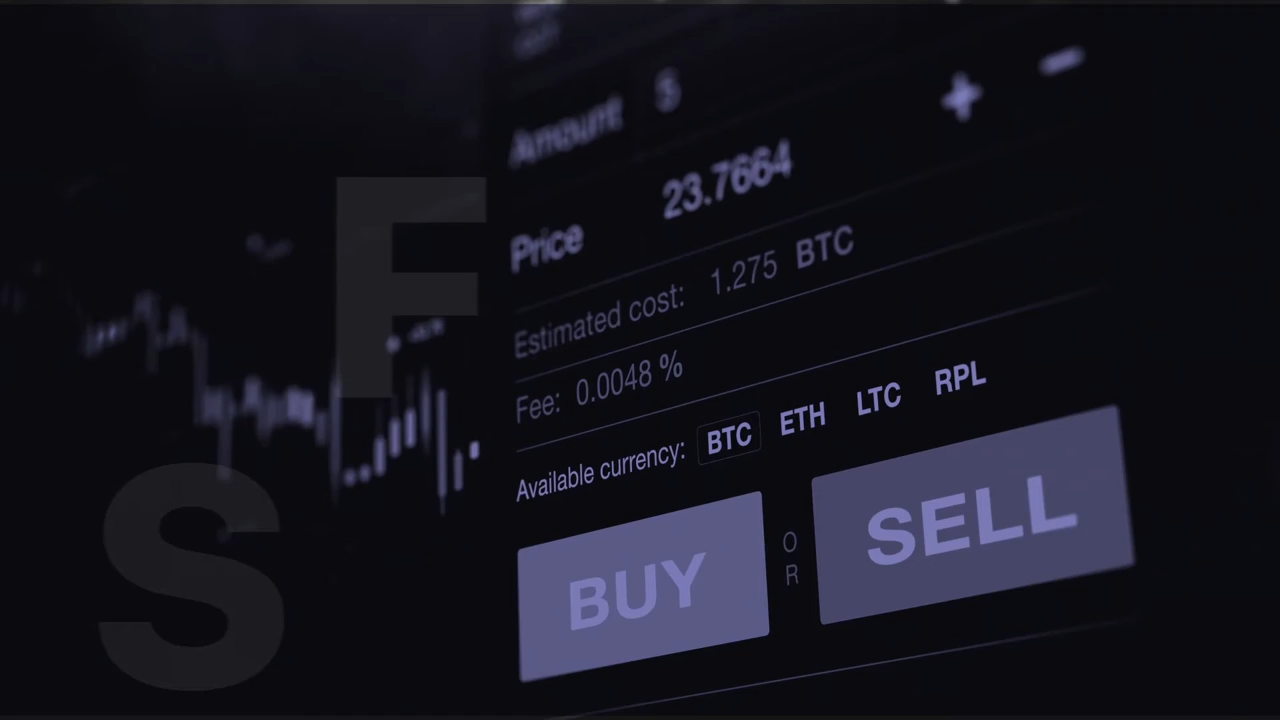 Amount 5
Price 23.7664
Estimated cost: 1.275 BTC
Fee: 0.0048 %
Available currency: BTC ETH LTC RPL
BUY
OR
SELL
F
S